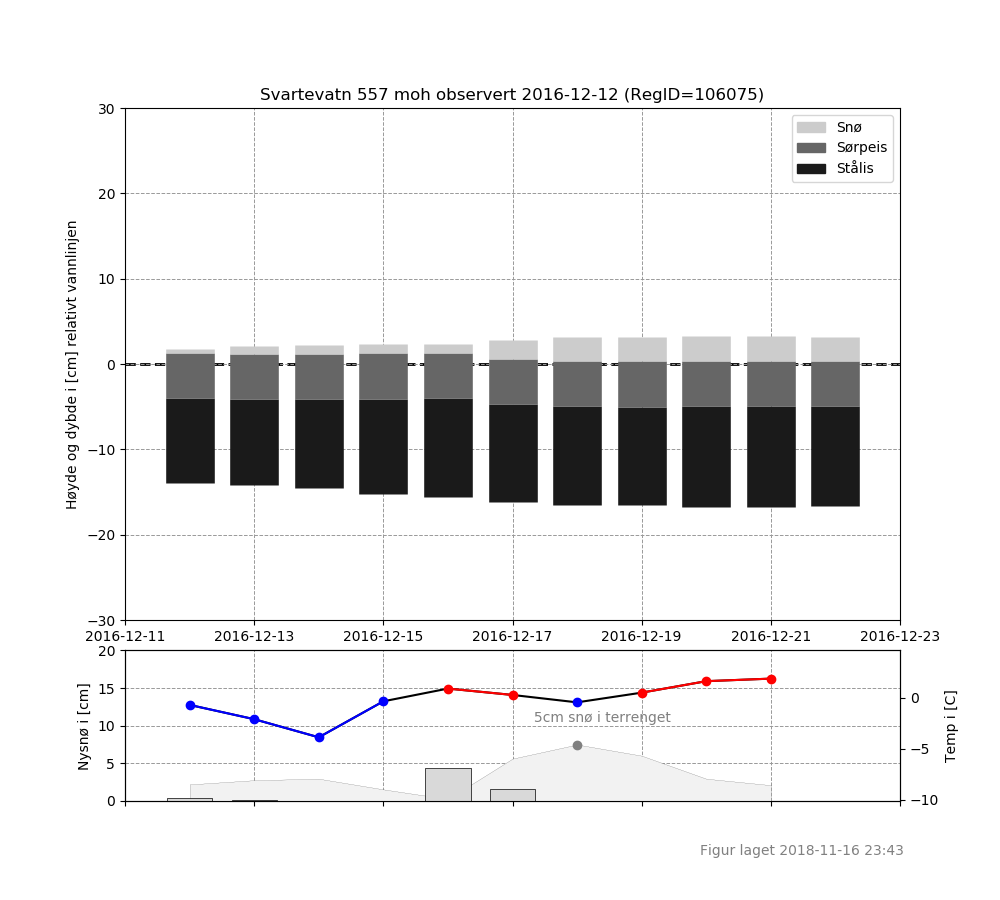 Svartevatn 557 moh observert 2016-12-12 (RegID=106075)
Snø
Sørpeis
Stålis
Høyde og dybde i [cm] relativt vannlinjen
30
20
10
0
−10
−20
−30
2016-12-11 2016-12-13 2016-12-15 2016-12-17 2016-12-19 2016-12-21 2016-12-23
Nysnø i [cm]
20
15
10
5
0
5cm snø i terrenget
0
−5
−10
Temp i [C]
Figur laget 2018-11-16 23:43